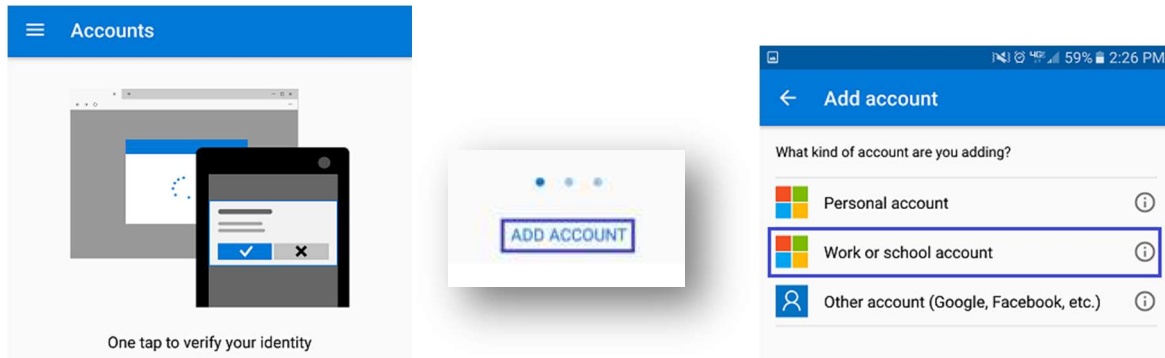 Accounts
One tap to verify your identity
ADD ACCOUNT
59% 2:26 PM
Add account
What kind of account are you adding?
Personal account
Work or school account
Other account (Google, Facebook, etc.)